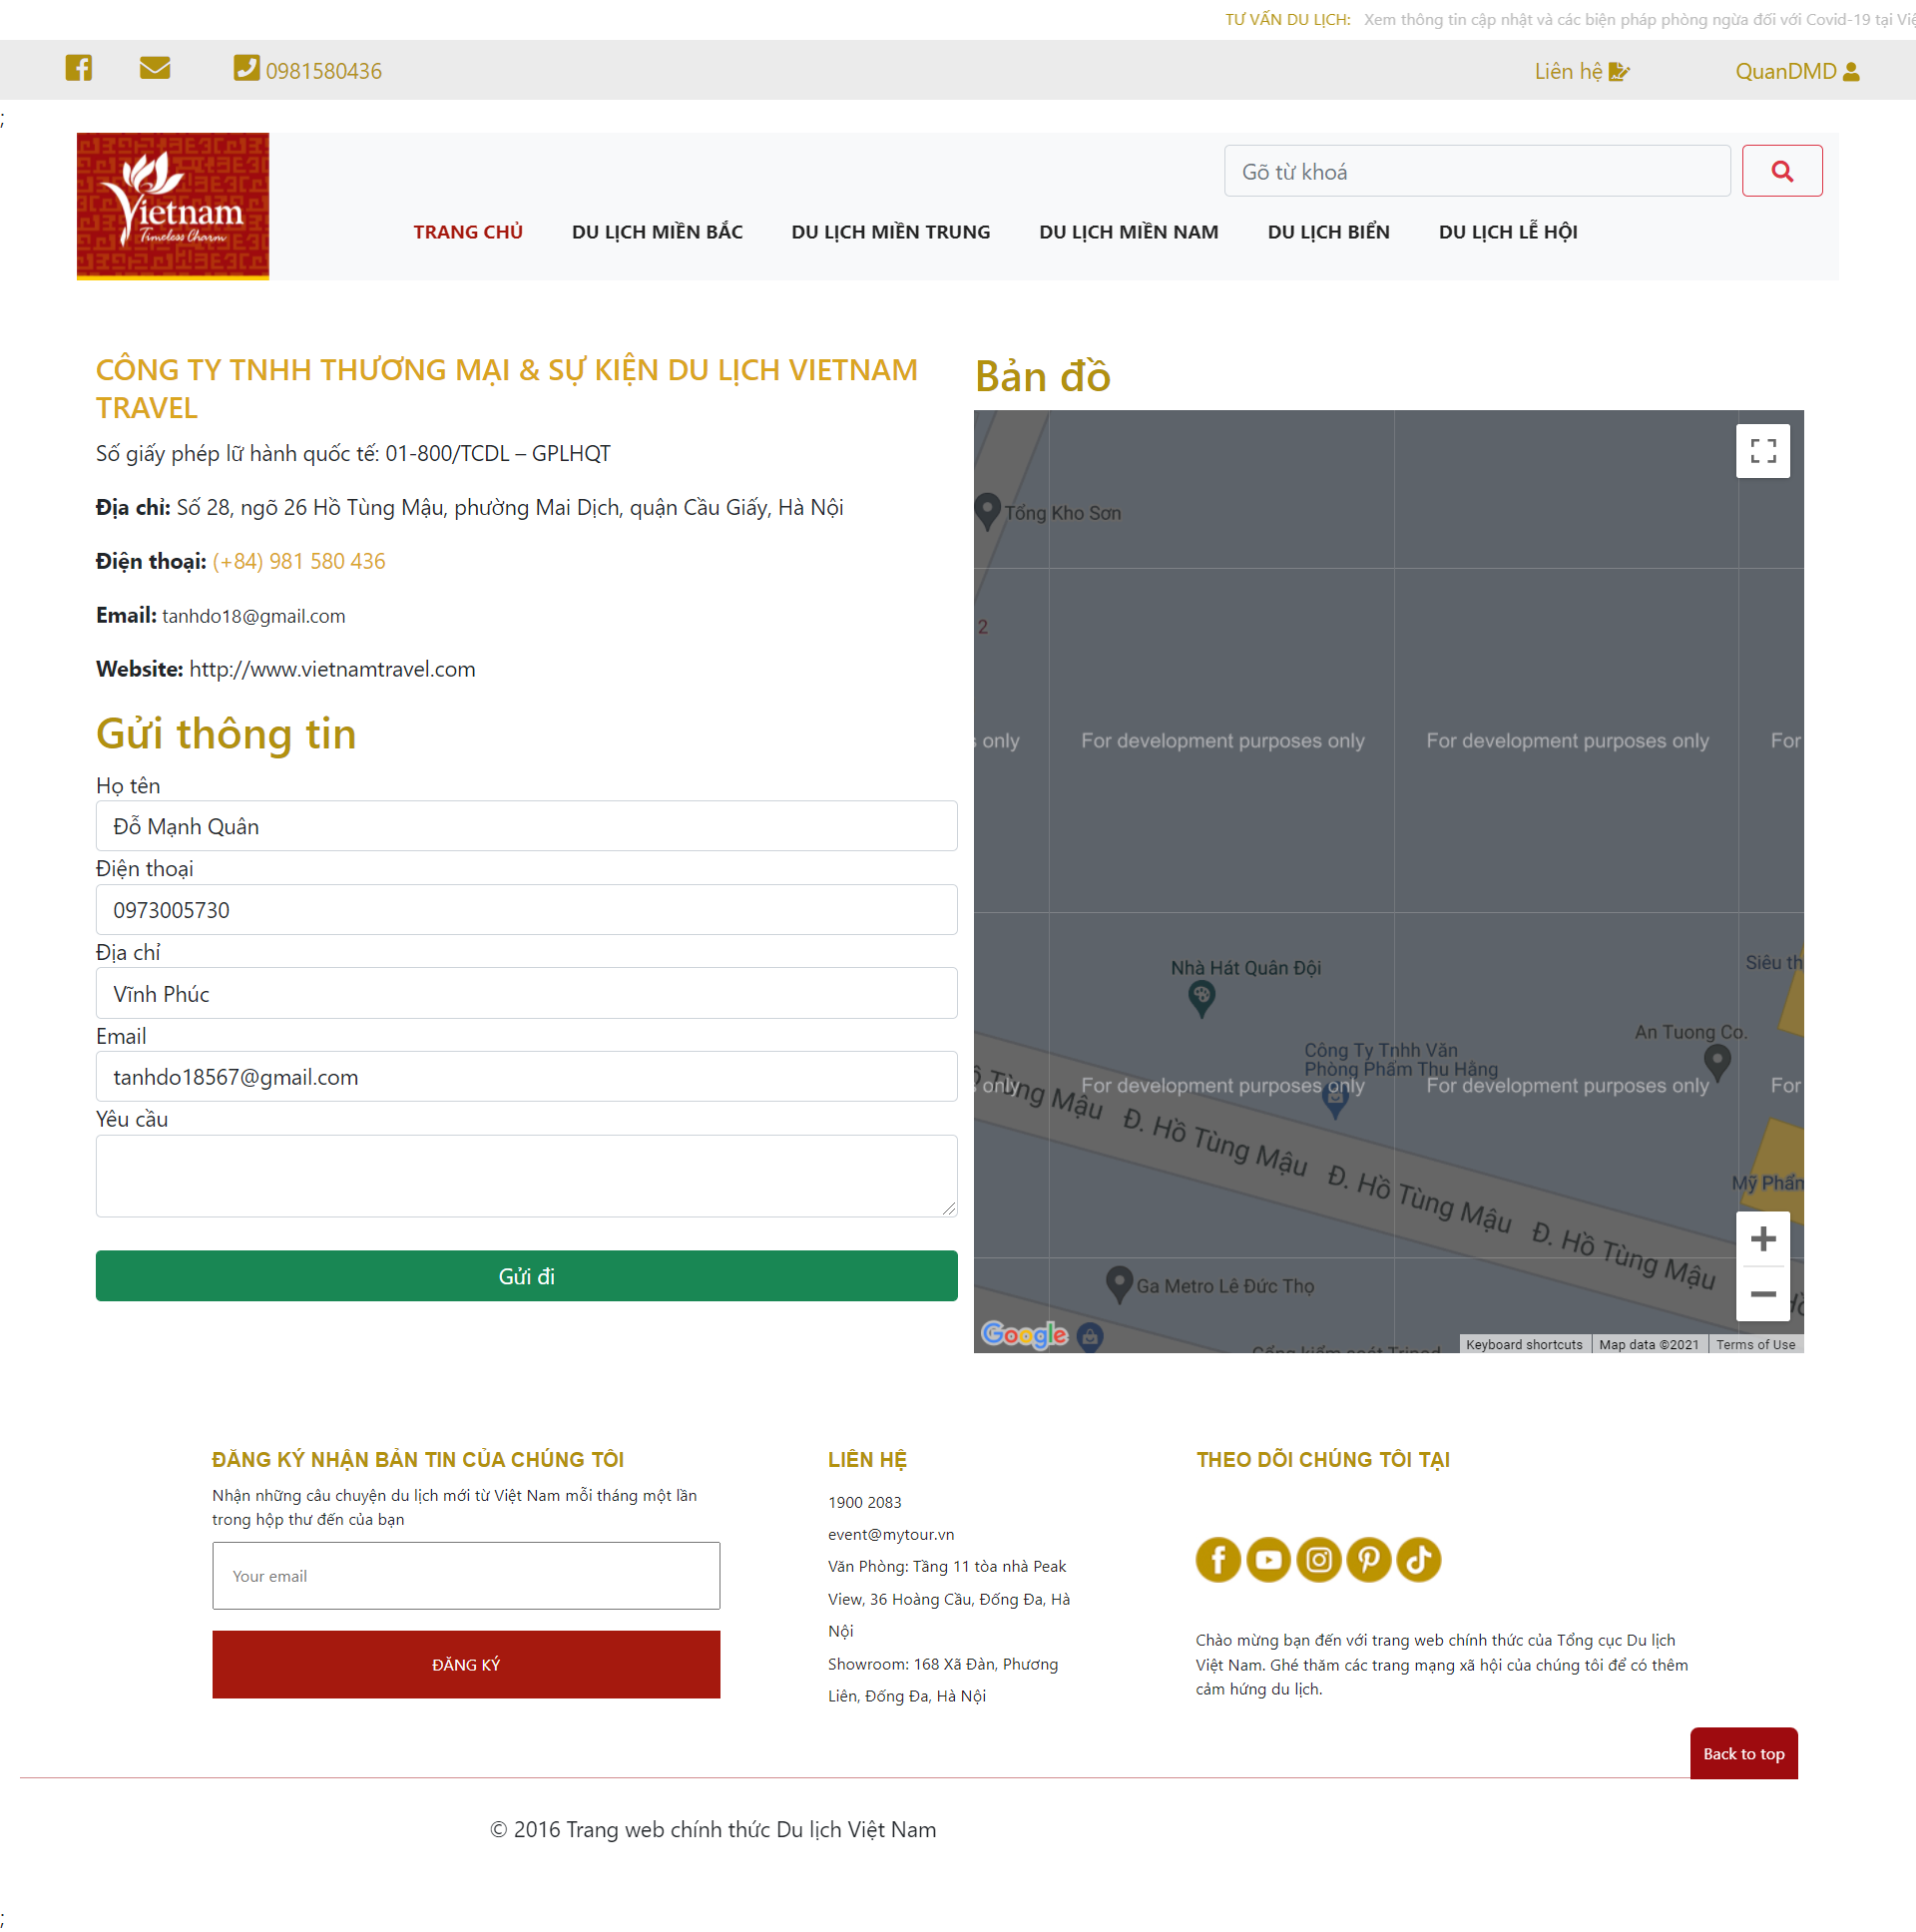 TƯ VẤN DU LỊCH: Xem thông tin cập nhật và các biện pháp phòng ngừa đối với Covid-19 tại
0981580436
Liên hệ
QuanDMD
;
Vietnam
Timeless Charm
Gõ từ khoá
TRANG CHỦ
DU LỊCH MIỀN BẮC
DU LỊCH MIỀN TRUNG
DU LỊCH MIỀN NAM
DU LỊCH BIỂN
DU LỊCH LỄ HỘI
CÔNG TY TNHH THƯƠNG MẠI & SỰ KIỆN DU LỊCH VIETNAM
TRAVEL
Số giấy phép lữ hành quốc tế: 01-800/TCDL – GPLHQT
Địa chỉ: Số 28, ngõ 26 Hồ Tùng Mậu, phường Mai Dịch, quận Cầu Giấy, Hà Nội
Điện thoại: (+84) 981 580 436
Email: tanhdo18@gmail.com
Website: http://www.vietnamtravel.com
Gửi thông tin
Họ tên
Đỗ Mạnh Quân
Điện thoại
0973005730
Địa chỉ
Vĩnh Phúc
Email
tanhdo18567@gmail.com
Yêu cầu
Gửi đi
Bản đồ
Tổng Kho Sơn
2
only
For development purposes only
For development purposes only
For
Nhà Hát Quân Đội
Siêu th
An Tuong Co.
Công Ty Tnhh Văn
Phòng Phẩm Thu Hằng
only
For development purposes only
For development purposes only
For
Tùng Mậu
Đ. Hồ Tùng Mậu
Đ. Hồ Tùng Mậu
Đ. Hồ Tùng Mậu
Mỹ Phẩm
Ga Metro Lê Đức Thọ
Google
Keyboard shortcuts
Map data ©2021
Terms of Use
ĐĂNG KÝ NHẬN BẢN TIN CỦA CHÚNG TÔI
Nhận những câu chuyện du lịch mới từ Việt Nam mỗi tháng một lần
trong hộp thư đến của bạn
Your email
ĐĂNG KÝ
LIÊN HỆ
1900 2083
event@mytour.vn
Văn Phòng: Tầng 11 tòa nhà Peak
View, 36 Hoàng Cầu, Đống Đa, Hà
Nội
Showroom: 168 Xã Đàn, Phương
Liên, Đống Đa, Hà Nội
THEO DÕI CHÚNG TÔI TẠI
Chào mừng bạn đến với trang web chính thức của Tổng cục Du lịch
Việt Nam. Ghé thăm các trang mạng xã hội của chúng tôi để có thêm
cảm hứng du lịch.
Back to top
© 2016 Trang web chính thức Du lịch Việt Nam
;